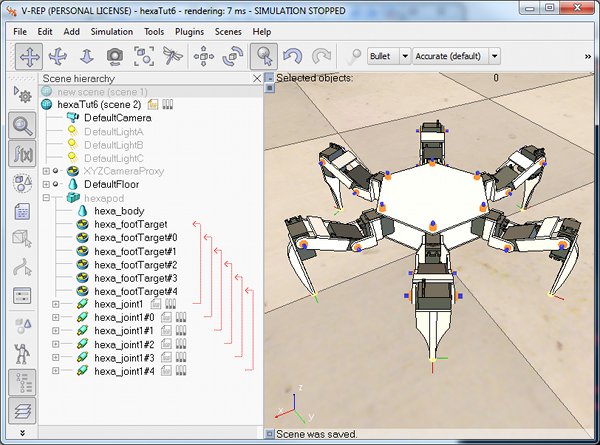 V-REP (PERSONAL LICENSE) - hexaTut6 - rendering: 7 ms - SIMULATION STOPPED
File Edit Add Simulation Tools Plugins Scenes Help
Bullet Accurate (default) »
Scene hierarchy
Selected objects: 0
new scene (scene 1)
hexaTut6 (scene 2)
DefaultCamera
DefaultLightA
DefaultLightB
DefaultLightC
XYZCameraProxy
DefaultFloor
hexapod
hexa_body
hexa_footTarget
hexa_footTarget#0
hexa_footTarget#1
hexa_footTarget#2
hexa_footTarget#3
hexa_footTarget#4
hexa_joint1
hexa_joint1#0
hexa_joint1#1
hexa_joint1#2
hexa_joint1#3
hexa_joint1#4
f(x)
z
x
y
Scene was saved.